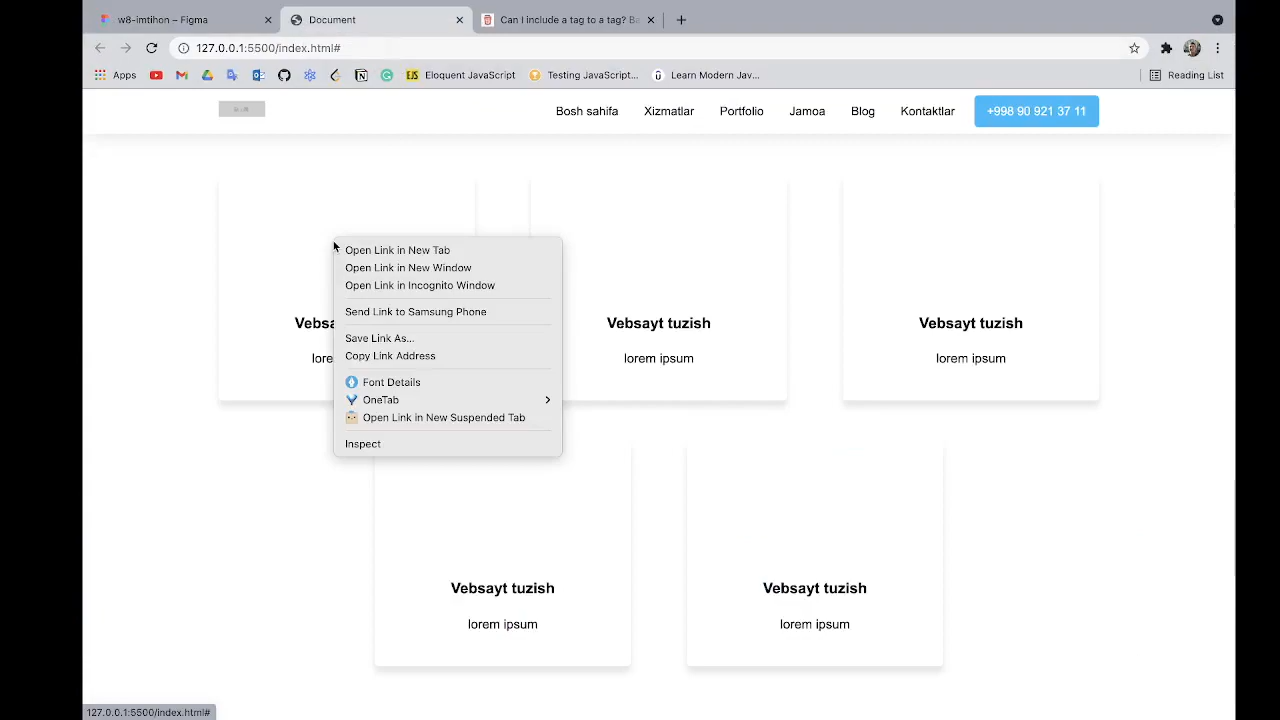 w8-imtihon – Figma
Document
Can I include a tag to a tag? Ba
127.0.0.1:5500/index.html#
Apps
EJS Eloquent JavaScript
Testing JavaScript...
Learn Modern Jav...
Reading List
Bosh sahifa
Xizmatlar
Portfolio
Jamoa
Blog
Kontaktlar
+998 90 921 37 11
Open Link in New Tab
Open Link in New Window
Open Link in Incognito Window
Send Link to Samsung Phone
Save Link As...
Copy Link Address
Font Details
OneTab
Open Link in New Suspended Tab
Inspect
Vebsa
lore
Vebsayt tuzish
lorem ipsum
Vebsayt tuzish
lorem ipsum
Vebsayt tuzish
lorem ipsum
Vebsayt tuzish
lorem ipsum
127.0.0.1:5500/index.html#